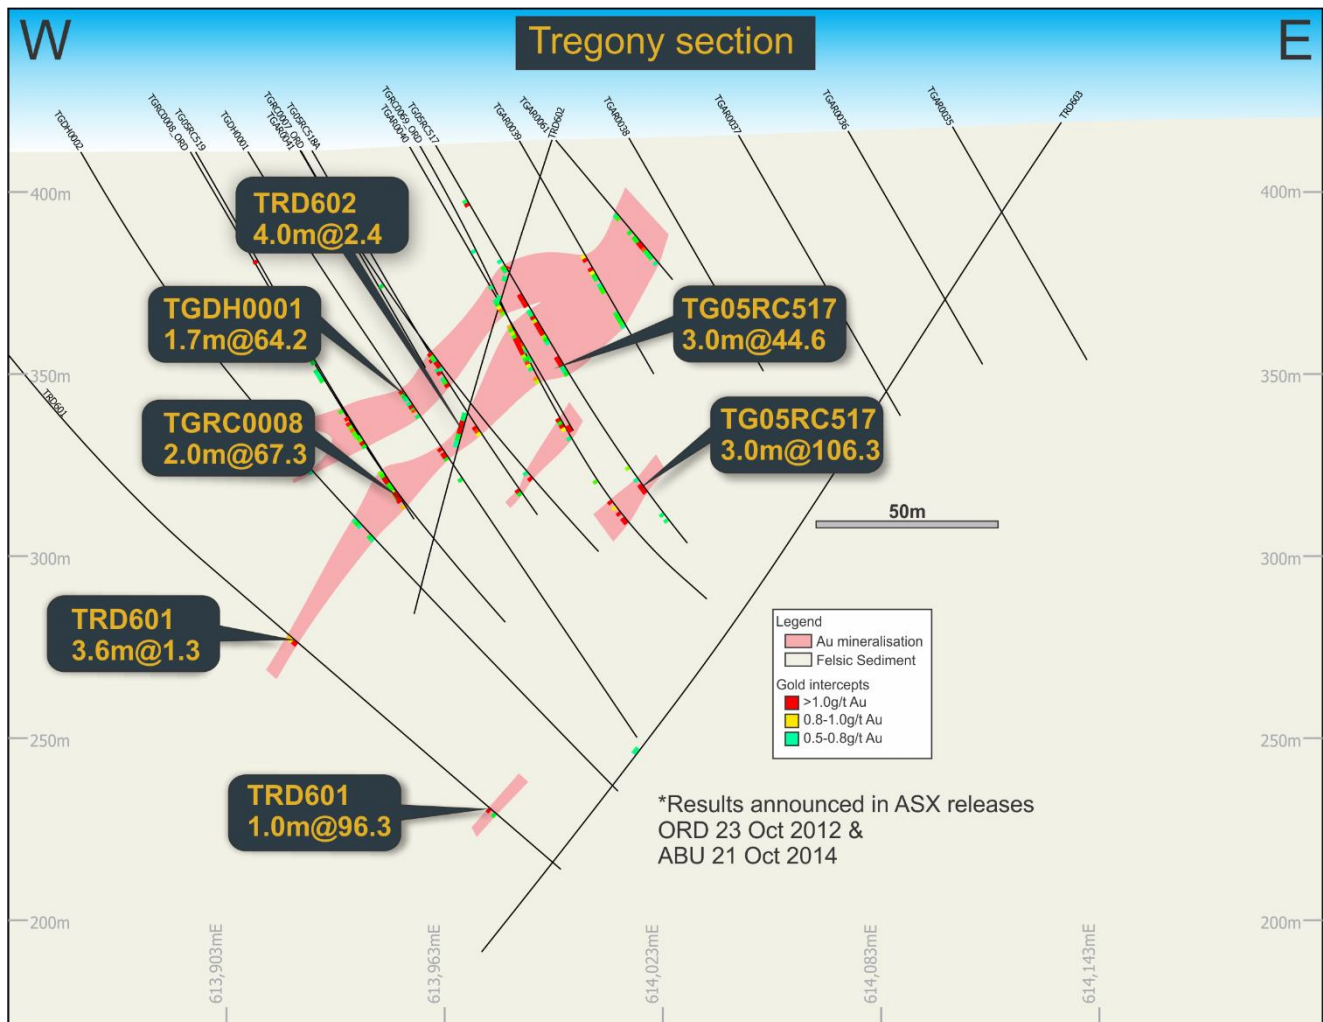 W
Tregony section
E
TGDH0002
TGRC0008_ORD
TG05RC519
TGDH0001
TGRC0007_ORD
TGAR0041
TG05RC518A
TGRC0069_ORD
TGAR0040
TG05RC517
TGAR0039
TGAR0061
TRD602
TGAR0038
TGAR0037
TGAR0036
TGAR0035
TRD603
400m
400m
TRD602
4.0m@2.4
TGDH0001
1.7m@64.2
TG05RC517
3.0m@44.6
350m
350m
TRD601
TGRC0008
2.0m@67.3
TG05RC517
3.0m@106.3
50m
300m
300m
TRD601
3.6m@1.3
Legend
Au mineralisation
Felsic Sediment
Gold intercepts
>1.0g/t Au
0.8-1.0g/t Au
0.5-0.8g/t Au
250m
250m
TRD601
1.0m@96.3
*Results announced in ASX releases
ORD 23 Oct 2012 &
ABU 21 Oct 2014
200m
200m
613,903mE
613,963mE
614,023mE
614,083mE
614,143mE